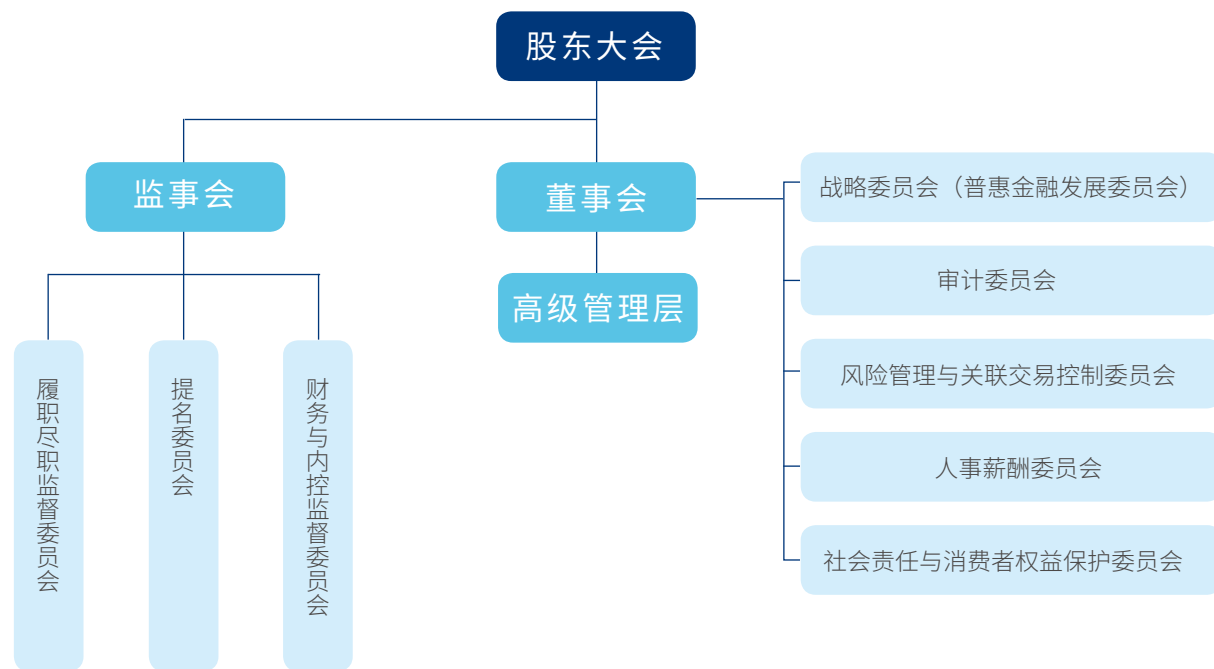 股东大会
监事会
董事会
高级管理层
战略委员会（普惠金融发展委员会）
审计委员会
风险管理与关联交易控制委员会
人事薪酬委员会
社会责任与消费者权益保护委员会
履职尽职监督委员会
提名委员会
财务与内控监督委员会